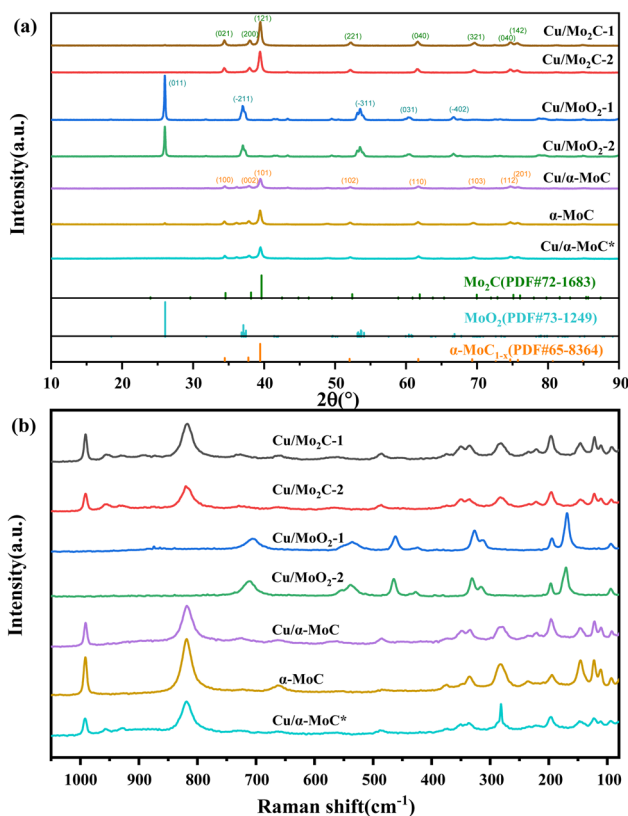 (a)
Intensity(a.u.)
(121)
(021)
(200)
(221)
(040)
(321)
(040)
(142)
Cu/Mo₂C-1
Cu/Mo₂C-2
(011)
(-211)
(-311)
(031)
(-402)
Cu/MoO₂-1
Cu/MoO₂-2
(100)
(002)
(101)
(102)
(110)
(103)
(112)
(201)
Cu/α-MoC
α-MoC
Cu/α-MoC*
Mo₂C(PDF#72-1683)
MoO₂(PDF#73-1249)
α-MoC₁₋ₓ(PDF#65-8364)
10 20 30 40 50 60 70 80 90
2θ(°)
(b)
Intensity(a.u.)
Cu/Mo₂C-1
Cu/Mo₂C-2
Cu/MoO₂-1
Cu/MoO₂-2
Cu/α-MoC
α-MoC
Cu/α-MoC*
1000 900 800 700 600 500 400 300 200 100
Raman shift(cm⁻¹)